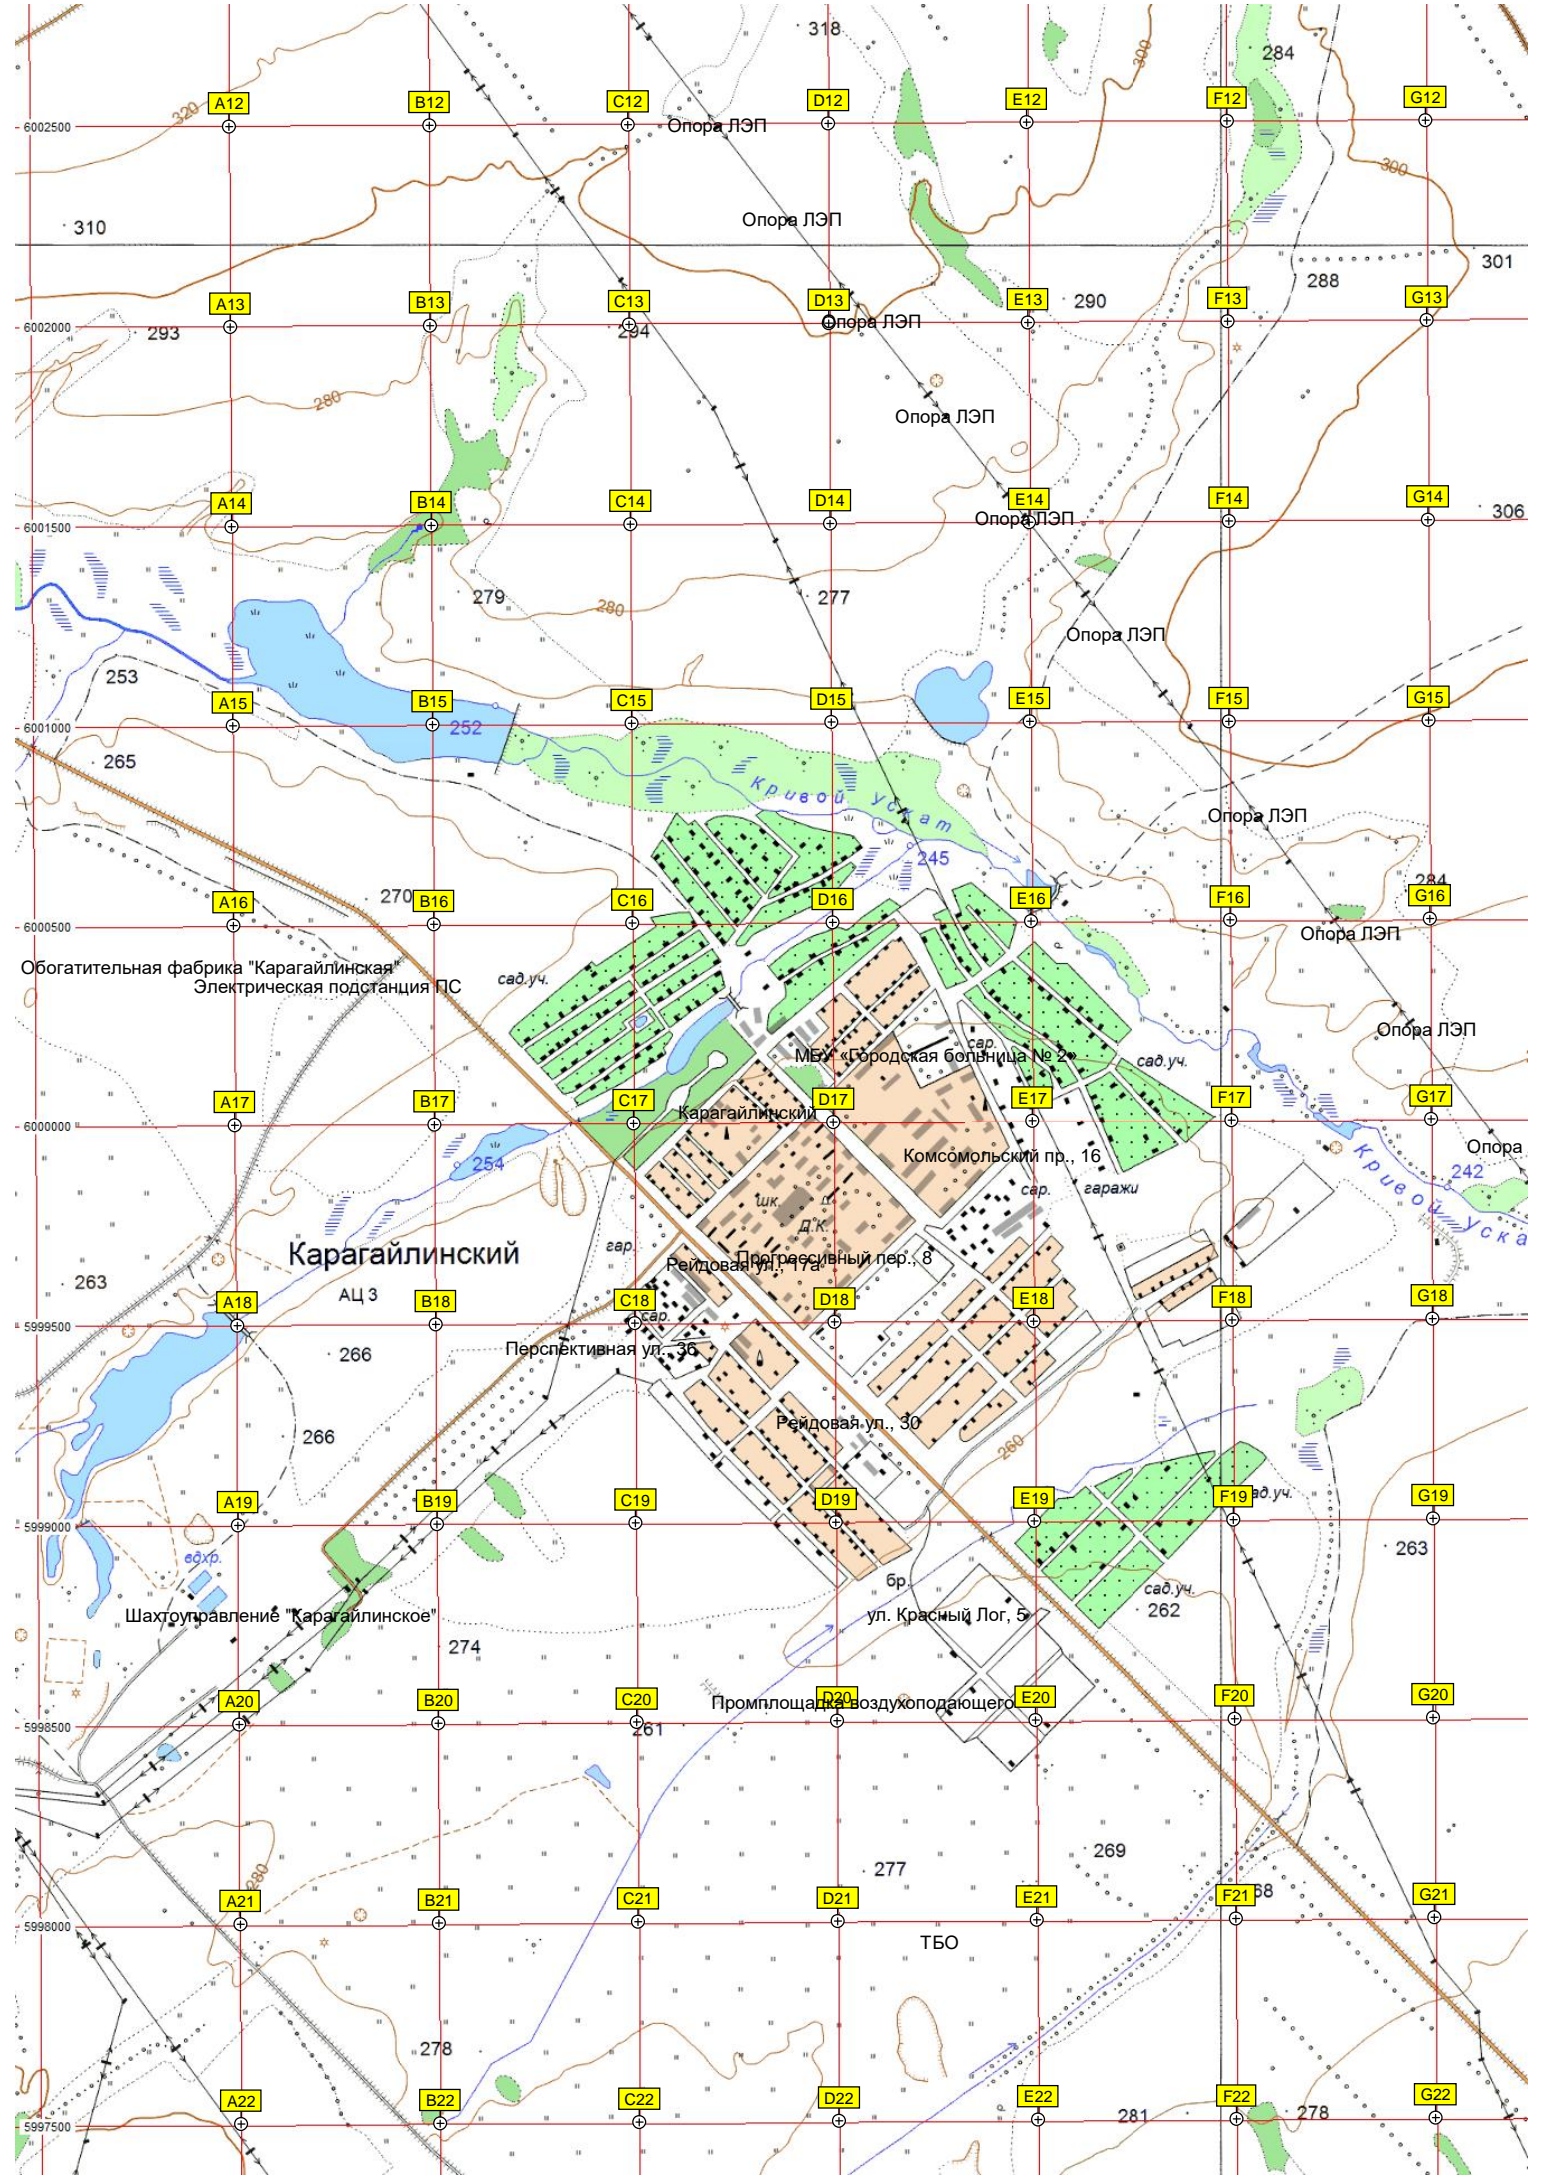 318
284
300
320
A12
B12
C12
D12
E12
F12
G12
6002500
Опора ЛЭП
300
310
Опора ЛЭП
301
288
290
A13
B13
C13
D13
E13
F13
G13
6002000
293
294
Опора ЛЭП
280
Опора ЛЭП
A14
B14
C14
D14
E14
F14
G14
306
6001500
Опора ЛЭП
279
280
277
Опора ЛЭП
253
A15
B15
C15
D15
E15
F15
G15
6001000
252
265
Кривой Ускат
Опора ЛЭП
245
284
270
A16
B16
C16
D16
E16
F16
G16
6000500
Опора ЛЭП
Обогатительная фабрика "Карагайлинская"
Электрическая подстанция ПС
сад.уч.
Опора ЛЭП
сар.
МБУ «Городская больница № 2»
сад.уч.
A17
B17
C17
D17
E17
F17
G17
6000000
Карагайлинский
Опора
Комсомольский пр., 16
254
242
Кривой Уска
сар.
гаражи
шк.
Д.К.
гар.
Карагайлинский
Прогрессивный пер., 8
Рейдовая ул., 17а
263
АЦ 3
A18
B18
C18
D18
E18
F18
G18
5999500
сар.
Перспективная ул., 36
266
Рейдовая ул., 30
266
260
A19
B19
C19
D19
E19
F19
G19
ад.уч.
5999000
263
вдхр.
бр.
сад.уч.
262
Шахтоуправление "Карагайлинское"
ул. Красный Лог, 5
274
A20
B20
C20
D20
E20
F20
G20
Промплощадка воздухоподающего
5998500
261
269
277
280
A21
B21
C21
D21
E21
F21
G21
68
5998000
ТБО
278
A22
B22
C22
D22
E22
F22
G22
5997500
281
278